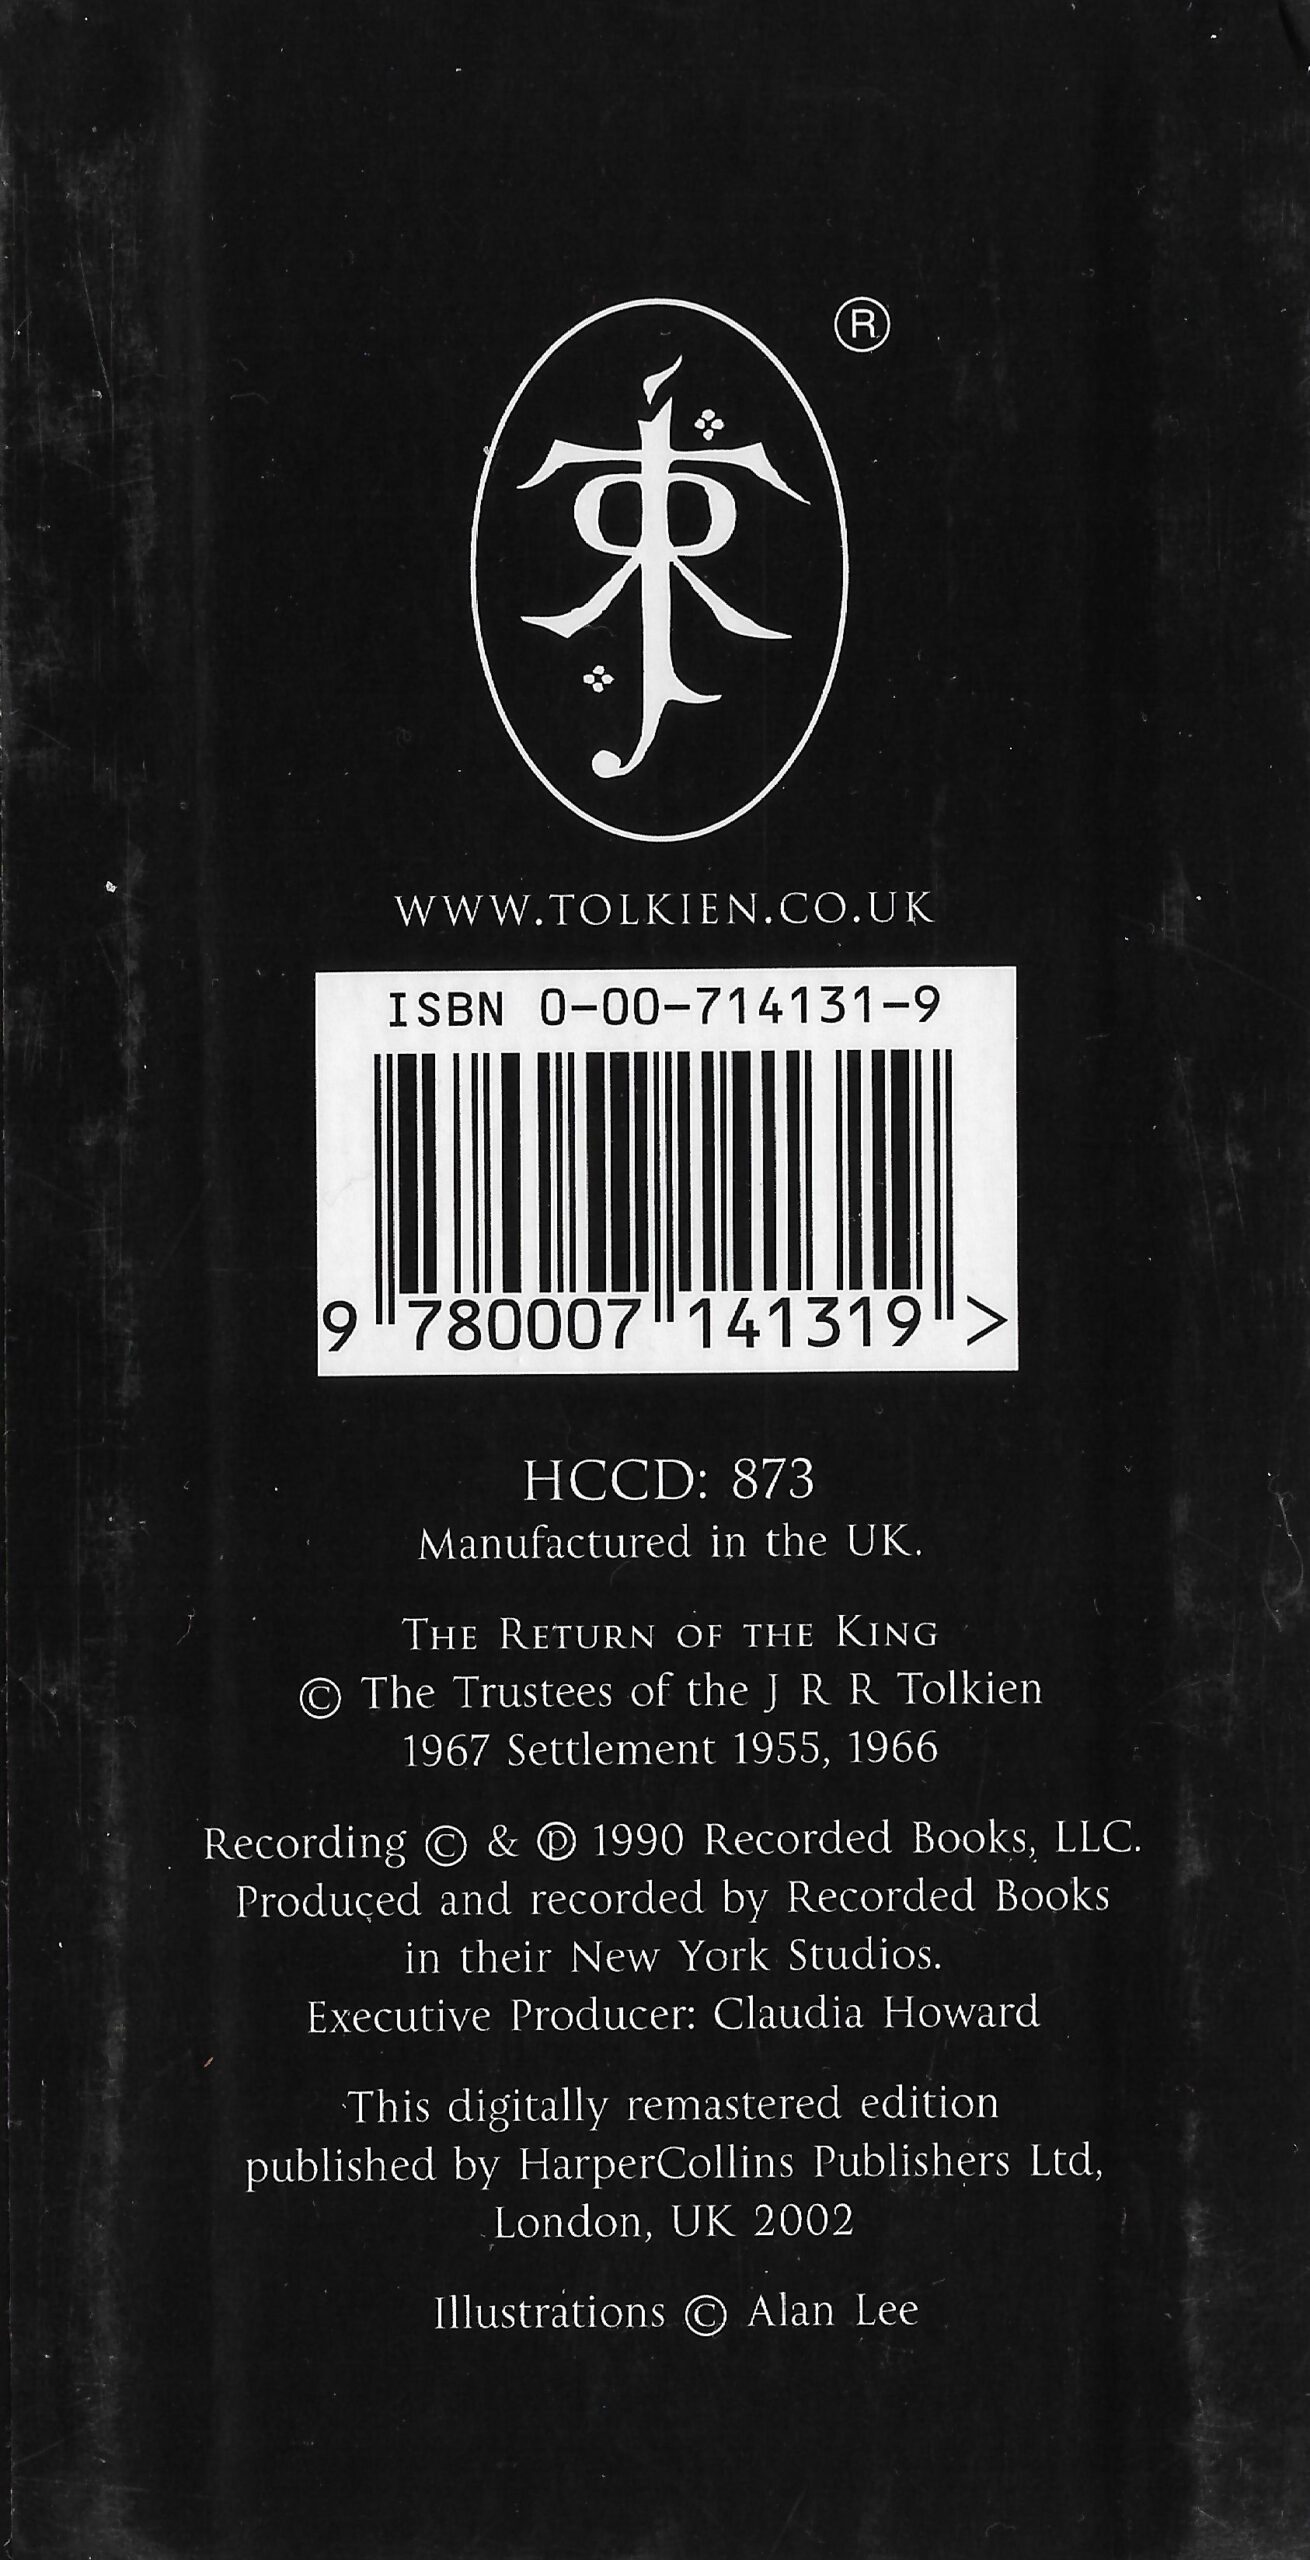 ®
WWW.TOLKIEN.CO.UK
ISBN 0-00-714131-9
9 780007 141319 >
HCCD: 873
Manufactured in the UK.
THE RETURN OF THE KING
© The Trustees of the J R R Tolkien
1967 Settlement 1955, 1966
Recording © & ℗ 1990 Recorded Books, LLC.
Produced and recorded by Recorded Books
in their New York Studios.
Executive Producer: Claudia Howard
This digitally remastered edition
published by HarperCollins Publishers Ltd,
London, UK 2002
Illustrations © Alan Lee